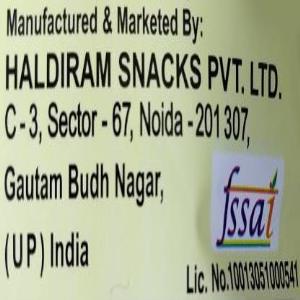 Manufactured & Marketed By:
HALDIRAM SNACKS PVT. LTD.
C - 3, Sector - 67, Noida - 201 307,
Gautam Budh Nagar,
fssai
(UP) India
Lic. No.10013051000541